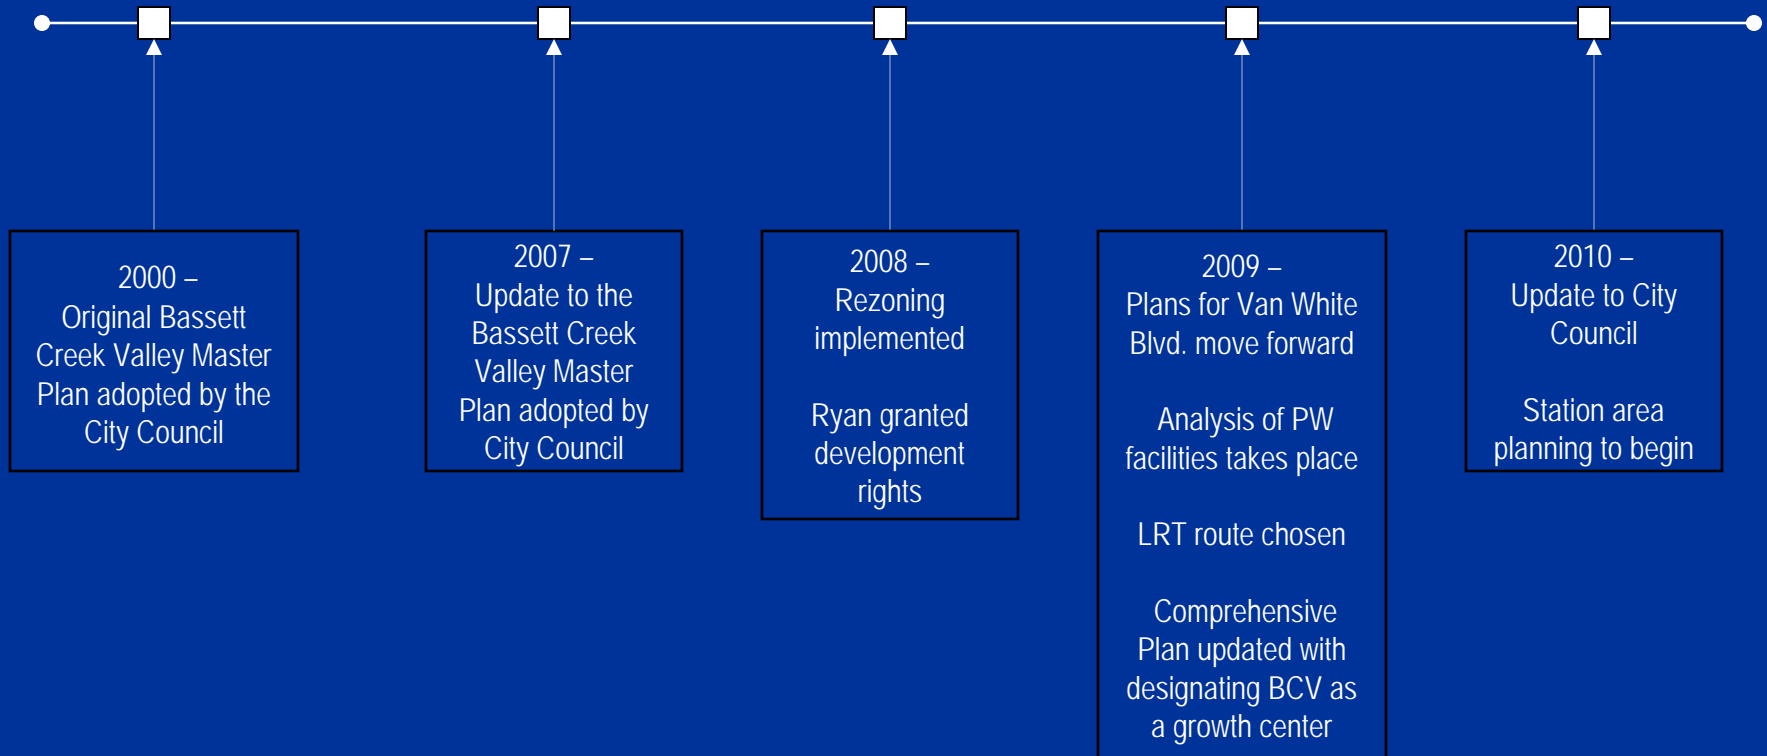 2000 –
Original Bassett
Creek Valley Master
Plan adopted by the
City Council
2007 –
Update to the
Bassett Creek
Valley Master
Plan adopted by
City Council
2008 –
Rezoning
implemented
Ryan granted
development
rights
2009 –
Plans for Van White
Blvd. move forward
Analysis of PW
facilities takes place
LRT route chosen
Comprehensive
Plan updated with
designating BCV as
a growth center
2010 –
Update to City
Council
Station area
planning to begin